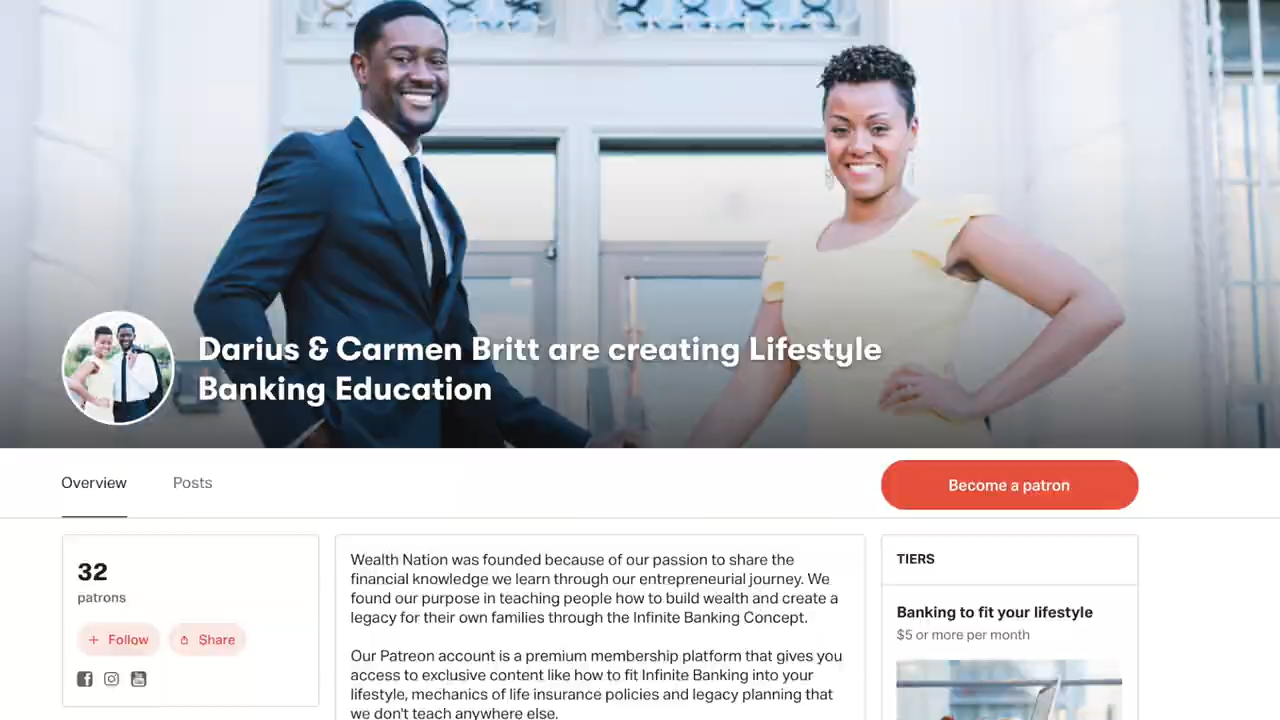 Darius & Carmen Britt are creating Lifestyle
Banking Education
Overview
Posts
Become a patron
32
patrons
Follow
Share
Wealth Nation was founded because of our passion to share the
financial knowledge we learn through our entrepreneurial journey. We
found our purpose in teaching people how to build wealth and create a
legacy for their own families through the Infinite Banking Concept.
Our Patreon account is a premium membership platform that gives you
access to exclusive content like how to fit Infinite Banking into your
lifestyle, mechanics of life insurance policies and legacy planning that
we don't teach anywhere else.
TIERS
Banking to fit your lifestyle
$5 or more per month